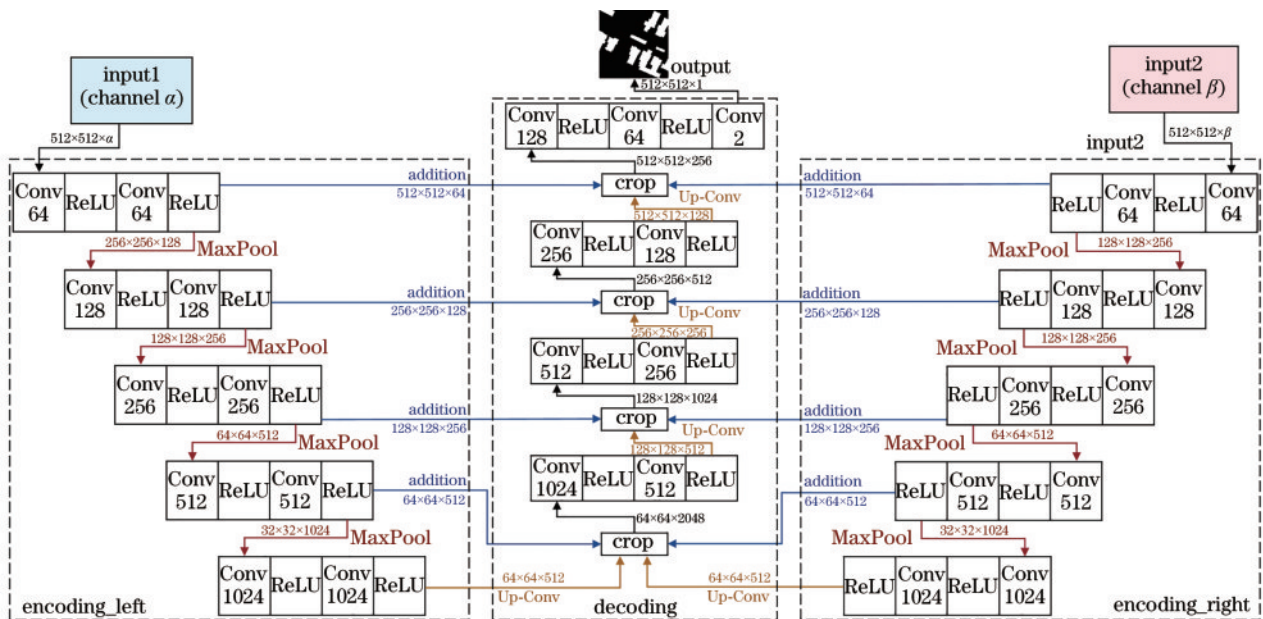 output
input1
(channel α)
input2
(channel β)
512×512×1
Conv
128
ReLU
Conv
64
ReLU
Conv
2
512×512×α
512×512×β
input2
512×512×256
Conv
64
ReLU
Conv
64
ReLU
addition
512×512×64
crop
addition
512×512×64
ReLU
Conv
64
ReLU
Conv
64
Up-Conv
512×512×128
256×256×128
MaxPool
Conv
256
ReLU
Conv
128
ReLU
128×128×256
MaxPool
256×256×512
Conv
128
ReLU
Conv
128
ReLU
addition
256×256×128
crop
addition
256×256×128
ReLU
Conv
128
ReLU
Conv
128
Up-Conv
256×256×256
128×128×256
MaxPool
Conv
512
ReLU
Conv
256
ReLU
128×128×256
MaxPool
128×128×1024
Conv
256
ReLU
Conv
256
ReLU
addition
128×128×256
crop
addition
128×128×256
ReLU
Conv
256
ReLU
Conv
256
Up-Conv
128×128×512
64×64×512
MaxPool
Conv
1024
ReLU
Conv
512
ReLU
64×64×512
MaxPool
Conv
512
ReLU
Conv
512
ReLU
addition
64×64×512
64×64×2048
addition
64×64×512
ReLU
Conv
512
ReLU
Conv
512
32×32×1024
MaxPool
crop
32×32×1024
MaxPool
Conv
1024
ReLU
Conv
1024
ReLU
64×64×512
Up-Conv
64×64×512
Up-Conv
ReLU
Conv
1024
ReLU
Conv
1024
encoding_left
decoding
encoding_right